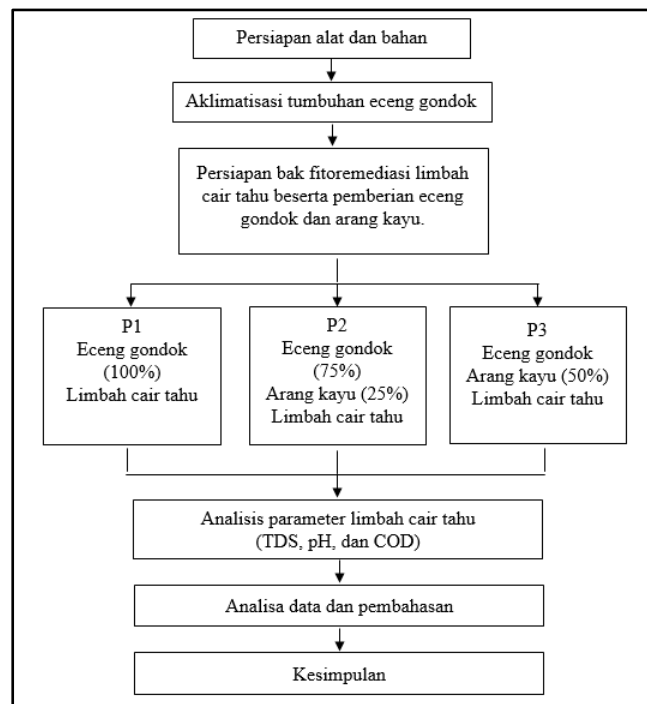 Persiapan alat dan bahan
Aklimatisasi tumbuhan eceng gondok
Persiapan bak fitoremediasi limbah
cair tahu beserta pemberian eceng
gondok dan arang kayu.
P1
Eceng gondok
(100%)
Limbah cair tahu
P2
Eceng gondok
(75%)
Arang kayu (25%)
Limbah cair tahu
P3
Eceng gondok
Arang kayu (50%)
Limbah cair tahu
Analisis parameter limbah cair tahu
(TDS, pH, dan COD)
Analisa data dan pembahasan
Kesimpulan